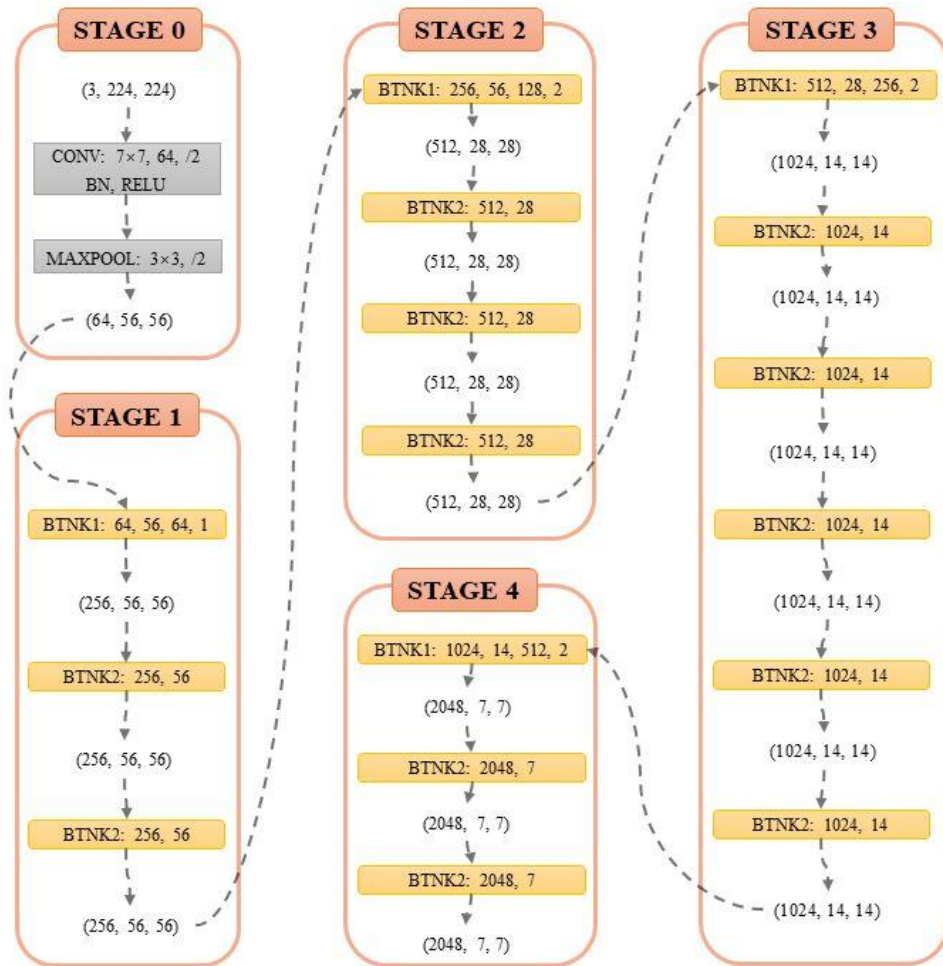 STAGE 0
(3, 224, 224)
CONV: 7×7, 64, /2
BN, RELU
MAXPOOL: 3×3, /2
(64, 56, 56)
STAGE 1
BTNK1: 64, 56, 64, 1
(256, 56, 56)
BTNK2: 256, 56
(256, 56, 56)
BTNK2: 256, 56
(256, 56, 56)
STAGE 2
BTNK1: 256, 56, 128, 2
(512, 28, 28)
BTNK2: 512, 28
(512, 28, 28)
BTNK2: 512, 28
(512, 28, 28)
BTNK2: 512, 28
(512, 28, 28)
STAGE 3
BTNK1: 512, 28, 256, 2
(1024, 14, 14)
BTNK2: 1024, 14
(1024, 14, 14)
BTNK2: 1024, 14
(1024, 14, 14)
BTNK2: 1024, 14
(1024, 14, 14)
BTNK2: 1024, 14
(1024, 14, 14)
BTNK2: 1024, 14
(1024, 14, 14)
STAGE 4
BTNK1: 1024, 14, 512, 2
(2048, 7, 7)
BTNK2: 2048, 7
(2048, 7, 7)
BTNK2: 2048, 7
(2048, 7, 7)